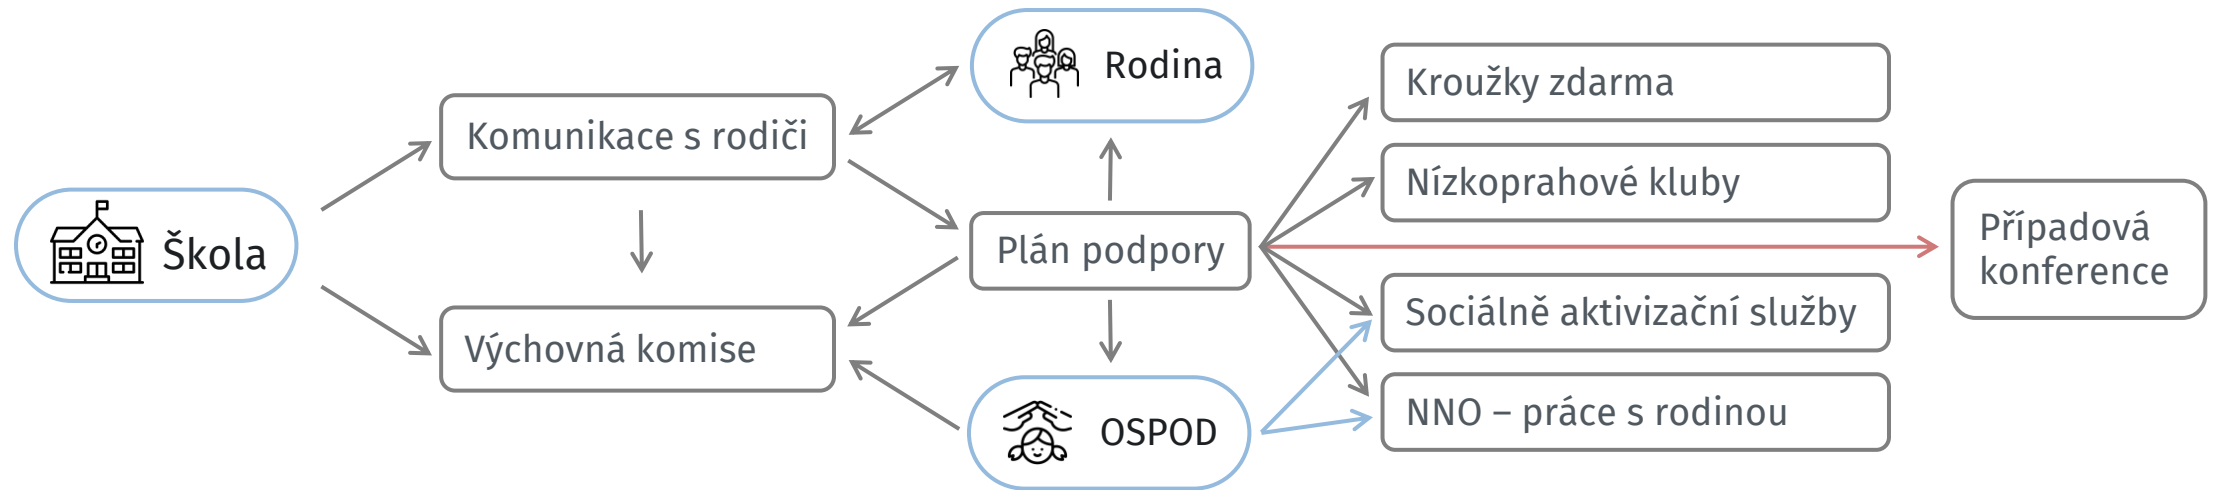 Škola
Komunikace s rodiči
Výchovná komise
Rodina
Plán podpory
OSPOD
Kroužky zdarma
Nízkoprahové kluby
Sociálně aktivizační služby
NNO – práce s rodinou
Případová
konference